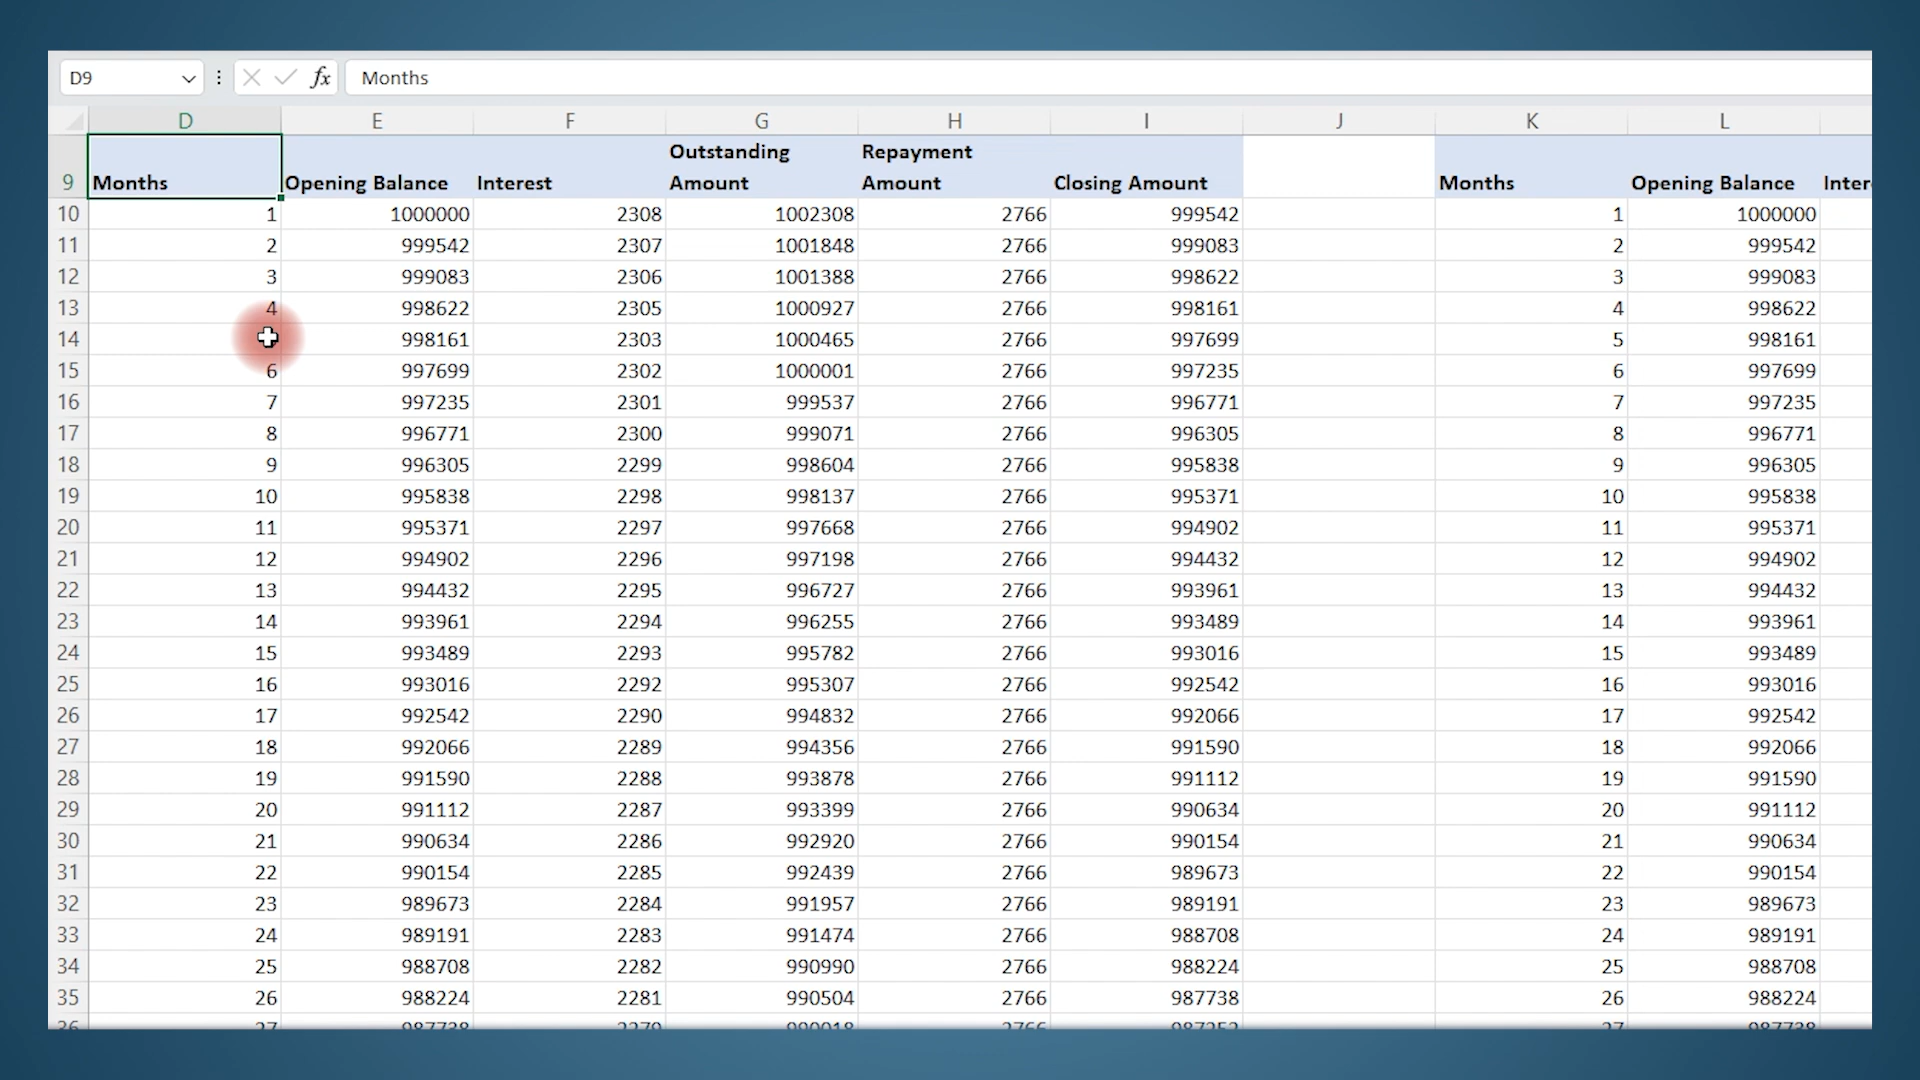 D9 fx Months
D E F G H I J K L
Outstanding Repayment
9 Months Opening Balance Interest Amount Amount Closing Amount Months Opening Balance Inter
10 1 1000000 2308 1002308 2766 999542 1 1000000
11 2 999542 2307 1001848 2766 999083 2 999542
12 3 999083 2306 1001388 2766 998622 3 999083
13 4 998622 2305 1000927 2766 998161 4 998622
14 998161 2303 1000465 2766 997699 5 998161
15 6 997699 2302 1000001 2766 997235 6 997699
16 7 997235 2301 999537 2766 996771 7 997235
17 8 996771 2300 999071 2766 996305 8 996771
18 9 996305 2299 998604 2766 995838 9 996305
19 10 995838 2298 998137 2766 995371 10 995838
20 11 995371 2297 997668 2766 994902 11 995371
21 12 994902 2296 997198 2766 994432 12 994902
22 13 994432 2295 996727 2766 993961 13 994432
23 14 993961 2294 996255 2766 993489 14 993961
24 15 993489 2293 995782 2766 993016 15 993489
25 16 993016 2292 995307 2766 992542 16 993016
26 17 992542 2290 994832 2766 992066 17 992542
27 18 992066 2289 994356 2766 991590 18 992066
28 19 991590 2288 993878 2766 991112 19 991590
29 20 991112 2287 993399 2766 990634 20 991112
30 21 990634 2286 992920 2766 990154 21 990634
31 22 990154 2285 992439 2766 989673 22 990154
32 23 989673 2284 991957 2766 989191 23 989673
33 24 989191 2283 991474 2766 988708 24 989191
34 25 988708 2282 990990 2766 988224 25 988708
35 26 988224 2281 990504 2766 987738 26 988224
36 27 987738 2279 990018 2766 987252 27 987738